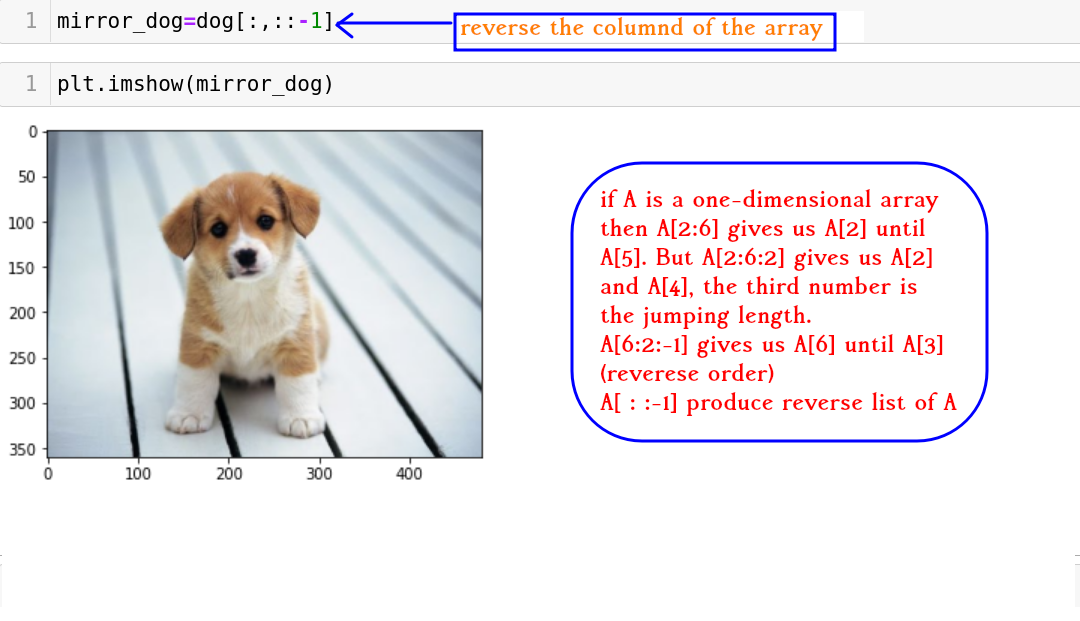 1 mirror_dog=dog[:,::-1]
reverse the columnd of the array
1 plt.imshow(mirror_dog)
0
50
100
150
200
250
300
350
0 100 200 300 400
if A is a one-dimensional array
then A[2:6] gives us A[2] until
A[5]. But A[2:6:2] gives us A[2]
and A[4], the third number is
the jumping length.
A[6:2:-1] gives us A[6] until A[3]
(reverese order)
A[ : :-1] produce reverse list of A